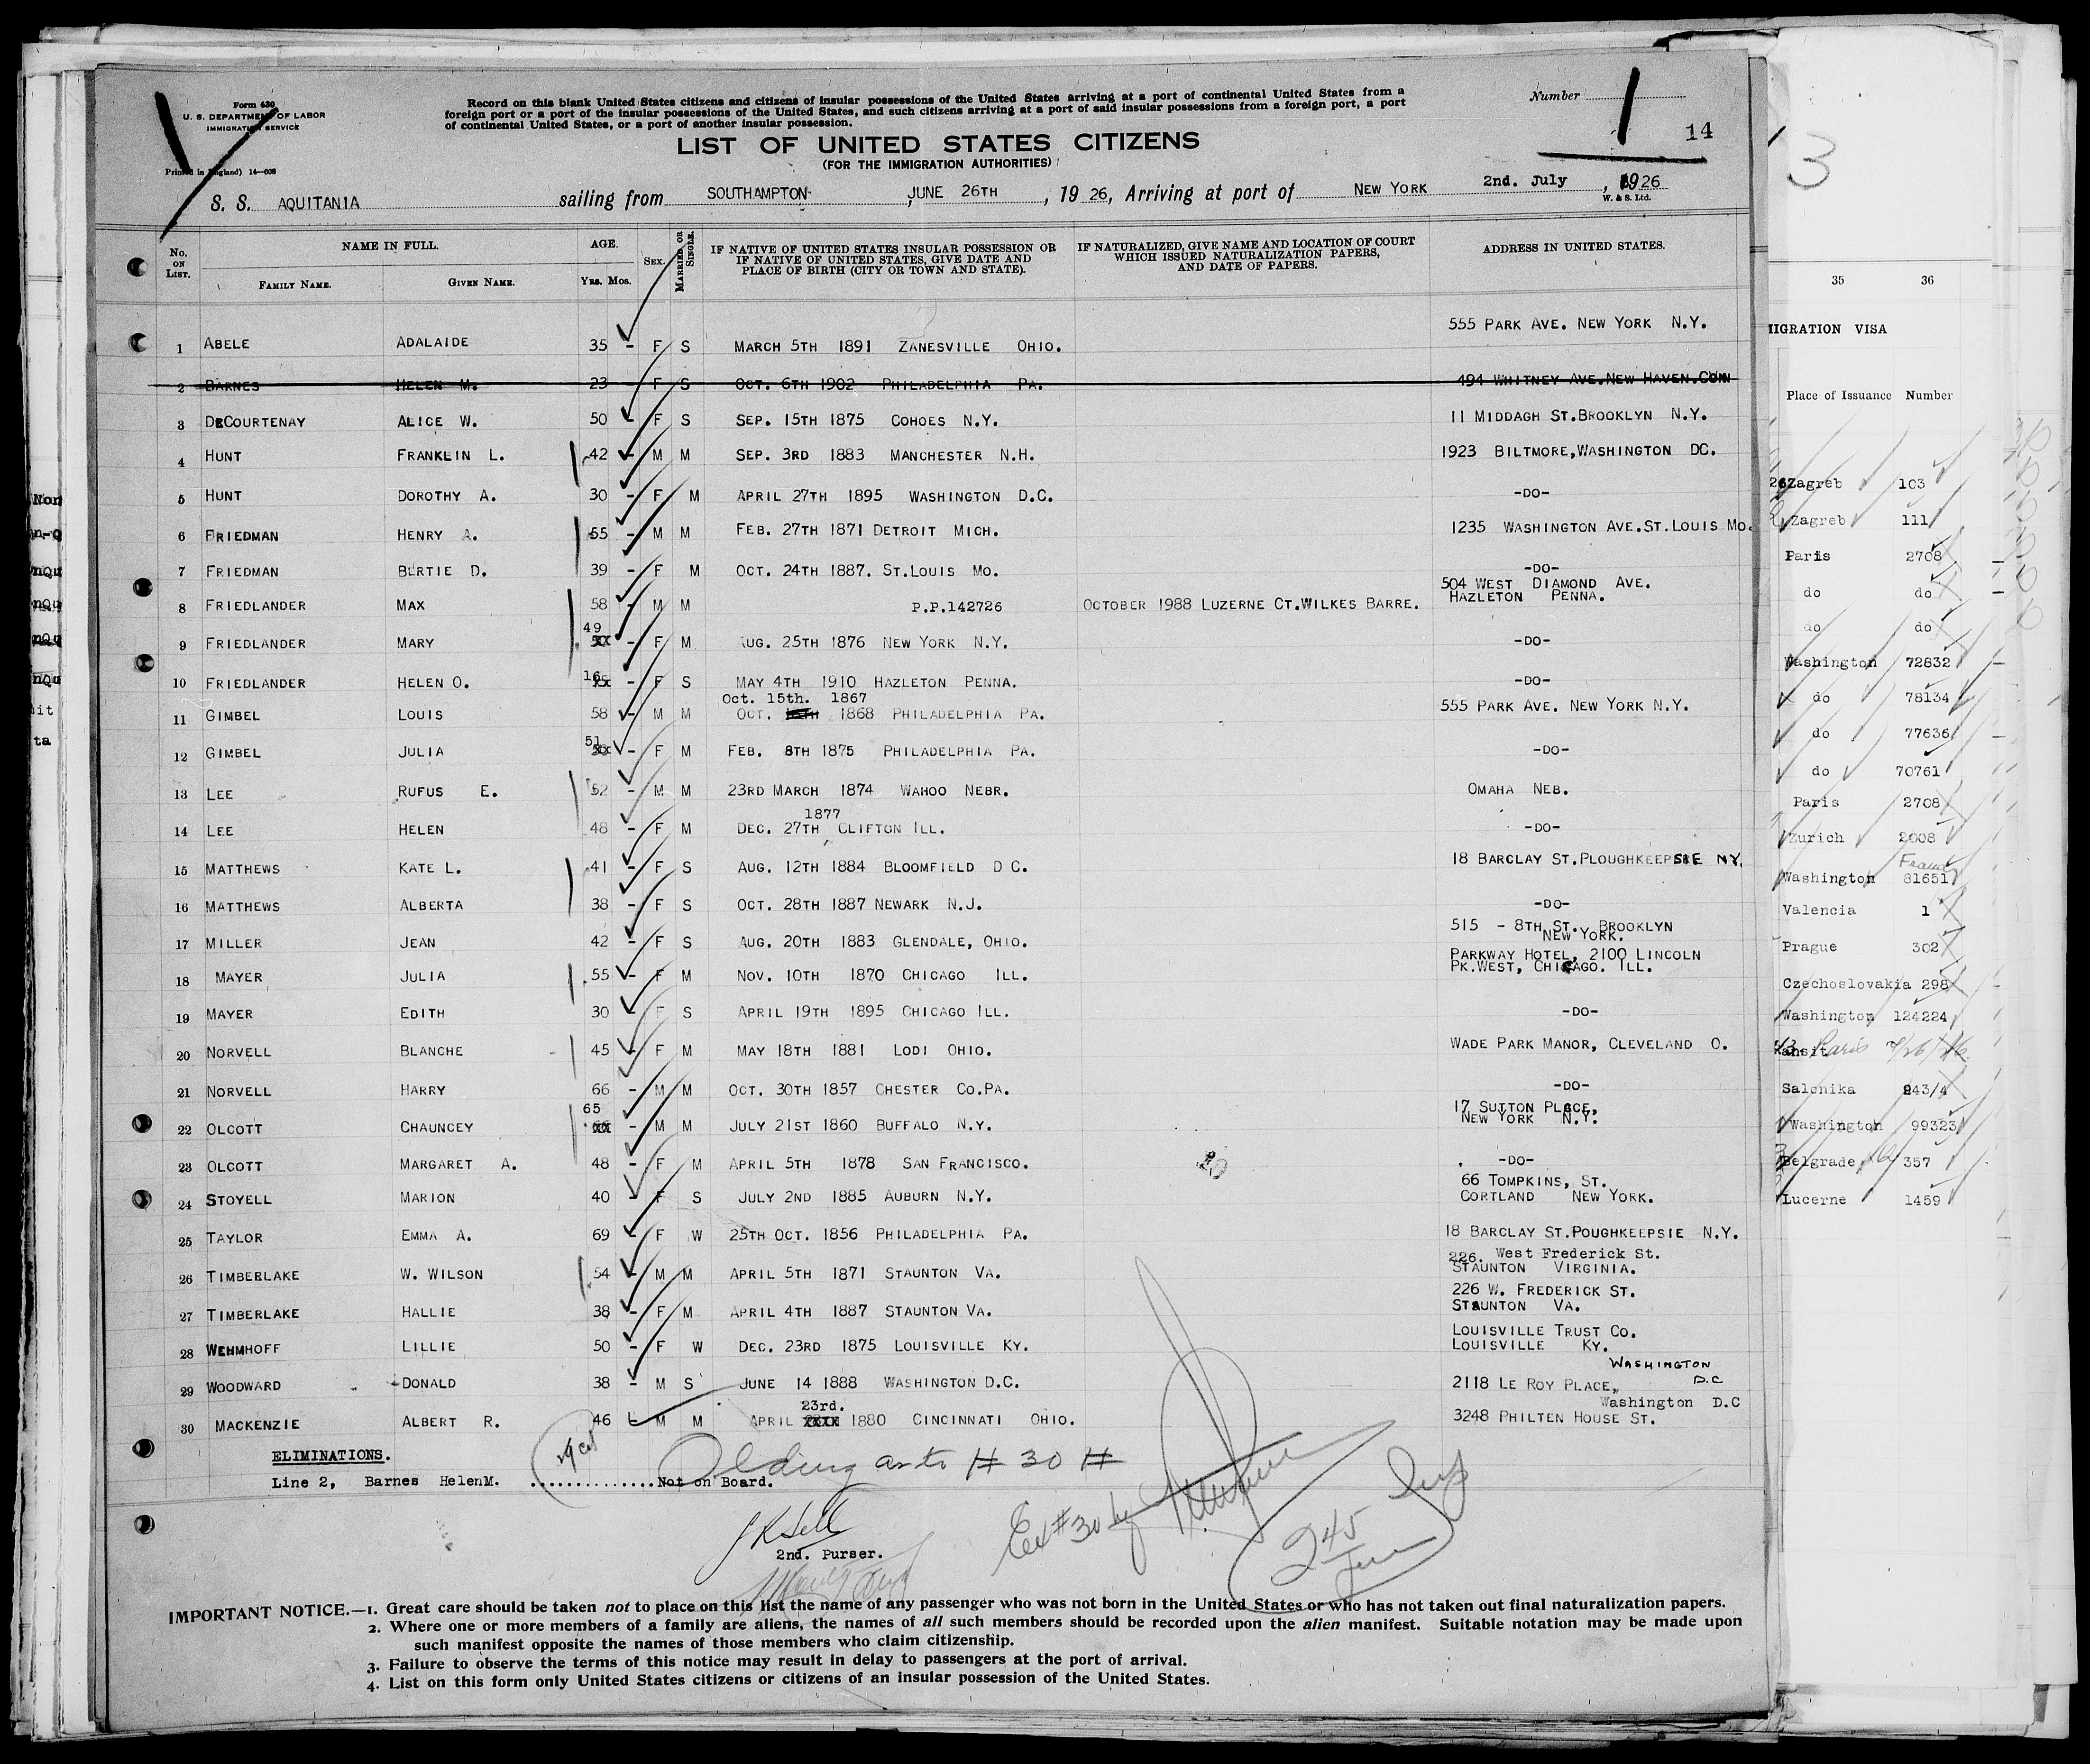 Form 630
U. S. DEPARTMENT OF LABOR
IMMIGRATION SERVICE
Record on this blank United States citizens and citizens of insular possessions of the United States arriving at a port of continental United States from a
foreign port or a port of the insular possessions of the United States, and such citizens arriving at a port of said insular possessions from a foreign port, a port
of continental United States, or a port of another insular possession.
Number 1
14
3
LIST OF UNITED STATES CITIZENS
(FOR THE IMMIGRATION AUTHORITIES)
Printed in England) 14—608
S. S. AQUITANIA sailing from SOUTHAMPTON JUNE 26TH, 1926, Arriving at port of NEW YORK 2nd. July, 1926
W. & S. Ltd.
No. ON LIST. NAME IN FULL. FAMILY NAME. GIVEN NAME. AGE. Yrs. Mos. SEX. MARRIED OR SINGLE. IF NATIVE OF UNITED STATES INSULAR POSSESSION OR IF NATIVE OF UNITED STATES, GIVE DATE AND PLACE OF BIRTH (CITY OR TOWN AND STATE). IF NATURALIZED, GIVE NAME AND LOCATION OF COURT WHICH ISSUED NATURALIZATION PAPERS, AND DATE OF PAPERS. ADDRESS IN UNITED STATES.
1 ABELE ADALAIDE 35 - F S MARCH 5TH 1891 ZANESVILLE OHIO. 555 PARK AVE. NEW YORK N.Y.
2 BARNES HELEN M. 23 - F S OCT. 6TH 1902 PHILADELPHIA PA. 494 WHITNEY AVE.NEW HAVEN.CON
3 DECOURTENAY ALICE W. 50 - F S SEP. 15TH 1875 COHOES N.Y. 11 MIDDAGH ST.BROOKLYN N.Y.
4 HUNT FRANKLIN L. 42 - M M SEP. 3RD 1883 MANCHESTER N.H. 1923 BILTMORE,WASHINGTON DC.
5 HUNT DOROTHY A. 30 - F M APRIL 27TH 1895 WASHINGTON D.C. -DO-
6 FRIEDMAN HENRY A. 55 - M M FEB. 27TH 1871 DETROIT MICH. 1235 WASHINGTON AVE.ST.LOUIS MO.
7 FRIEDMAN BERTIE D. 39 - F M OCT. 24TH 1887. ST.LOUIS MO. -DO-
8 FRIEDLANDER MAX 58 - M M P.P.142726 OCTOBER 1988 LUZERNE CT.WILKES BARRE. 504 WEST DIAMOND AVE. HAZLETON PENNA.
9 FRIEDLANDER MARY 49 - F M AUG. 25TH 1876 NEW YORK N.Y. -DO-
10 FRIEDLANDER HELEN O. 16 - F S MAY 4TH 1910 HAZLETON PENNA. -DO-
Oct. 15th. 1867
11 GIMBEL LOUIS 58 - M M OCT. 1868 PHILADELPHIA PA. 555 PARK AVE. NEW YORK N.Y.
12 GIMBEL JULIA 51 - F M FEB. 8TH 1875 PHILADELPHIA PA. -DO-
13 LEE RUFUS E. 52 - M M 23RD MARCH 1874 WAHOO NEBR. OMAHA NEB.
1877
14 LEE HELEN 48 - F M DEC. 27TH CLIFTON ILL. -DO-
15 MATTHEWS KATE L. 41 - F S AUG. 12TH 1884 BLOOMFIELD D C. 18 BARCLAY ST.PLOUGHKEEPSIE NY.
16 MATTHEWS ALBERTA 38 - F S OCT. 28TH 1887 NEWARK N.J. -DO-
17 MILLER JEAN 42 - F S AUG. 20TH 1883 GLENDALE, OHIO. 515 - 8TH ST. BROOKLYN NEW YORK.
18 MAYER JULIA 55 - F M NOV. 10TH 1870 CHICAGO ILL. PARKWAY HOTEL, 2100 LINCOLN PK.WEST, CHICAGO. ILL.
19 MAYER EDITH 30 - F S APRIL 19TH 1895 CHICAGO ILL. -DO-
20 NORVELL BLANCHE 45 - F M MAY 18TH 1881 LODI OHIO. WADE PARK MANOR, CLEVELAND O.
21 NORVELL HARRY 66 - M M OCT. 30TH 1857 CHESTER CO.PA. -DO-
22 OLCOTT CHAUNCEY 65 - M M JULY 21ST 1860 BUFFALO N.Y. 17 SUTTON PLACE, NEW YORK N.Y.
23 OLCOTT MARGARET A. 48 - F M APRIL 5TH 1878 SAN FRANCISCO. -DO-
24 STOYELL MARION 40 - F S JULY 2ND 1885 AUBURN N.Y. 66 TOMPKINS, ST. CORTLAND NEW YORK.
25 TAYLOR EMMA A. 69 - F W 25TH OCT. 1856 PHILADELPHIA PA. 18 BARCLAY ST.POUGHKEEPSIE N.Y.
26 TIMBERLAKE W. WILSON 54 - M M APRIL 5TH 1871 STAUNTON VA. 226. West Frederick St. STAUNTON VIRGINIA.
27 TIMBERLAKE HALLIE 38 - F M APRIL 4TH 1887 STAUNTON VA. 226 W. FREDERICK ST. STAUNTON VA.
28 WEHMHOFF LILLIE 50 - F W DEC. 23RD 1875 LOUISVILLE KY. LOUISVILLE TRUST CO. LOUISVILLE KY.
29 WOODWARD DONALD 38 - M S JUNE 14 1888 WASHINGTON D.C. 2118 LE ROY PLACE, WASHINGTON D.C
23rd. Washington D.C
30 MACKENZIE ALBERT R. 46 M M APRIL 1880 CINCINNATI OHIO. 3248 PHILTEN HOUSE ST.
ELIMINATIONS.
Line 2, Barnes HelenM. ..............Not on Board.
# 30 #
2nd. Purser.
Ex #30 by
245
IMPORTANT NOTICE.—1. Great care should be taken not to place on this list the name of any passenger who was not born in the United States or who has not taken out final naturalization papers.
2. Where one or more members of a family are aliens, the names of all such members should be recorded upon the alien manifest. Suitable notation may be made upon
such manifest opposite the names of those members who claim citizenship.
3. Failure to observe the terms of this notice may result in delay to passengers at the port of arrival.
4. List on this form only United States citizens or citizens of an insular possession of the United States.
35 36
MIGRATION VISA
Place of Issuance Number
Zagreb 103
Zagreb 111
Paris 2708
do do
do do
Washington 72832
do 78134
do 77636
do 70761
Paris 2708
Zurich 2008
Washington 81651
Valencia 1
Prague 302
Czechoslovakia 298
Washington 124224
Paris 7/26/26
Salonika 243/4
Washington 99323
Belgrade 357
Lucerne 1459